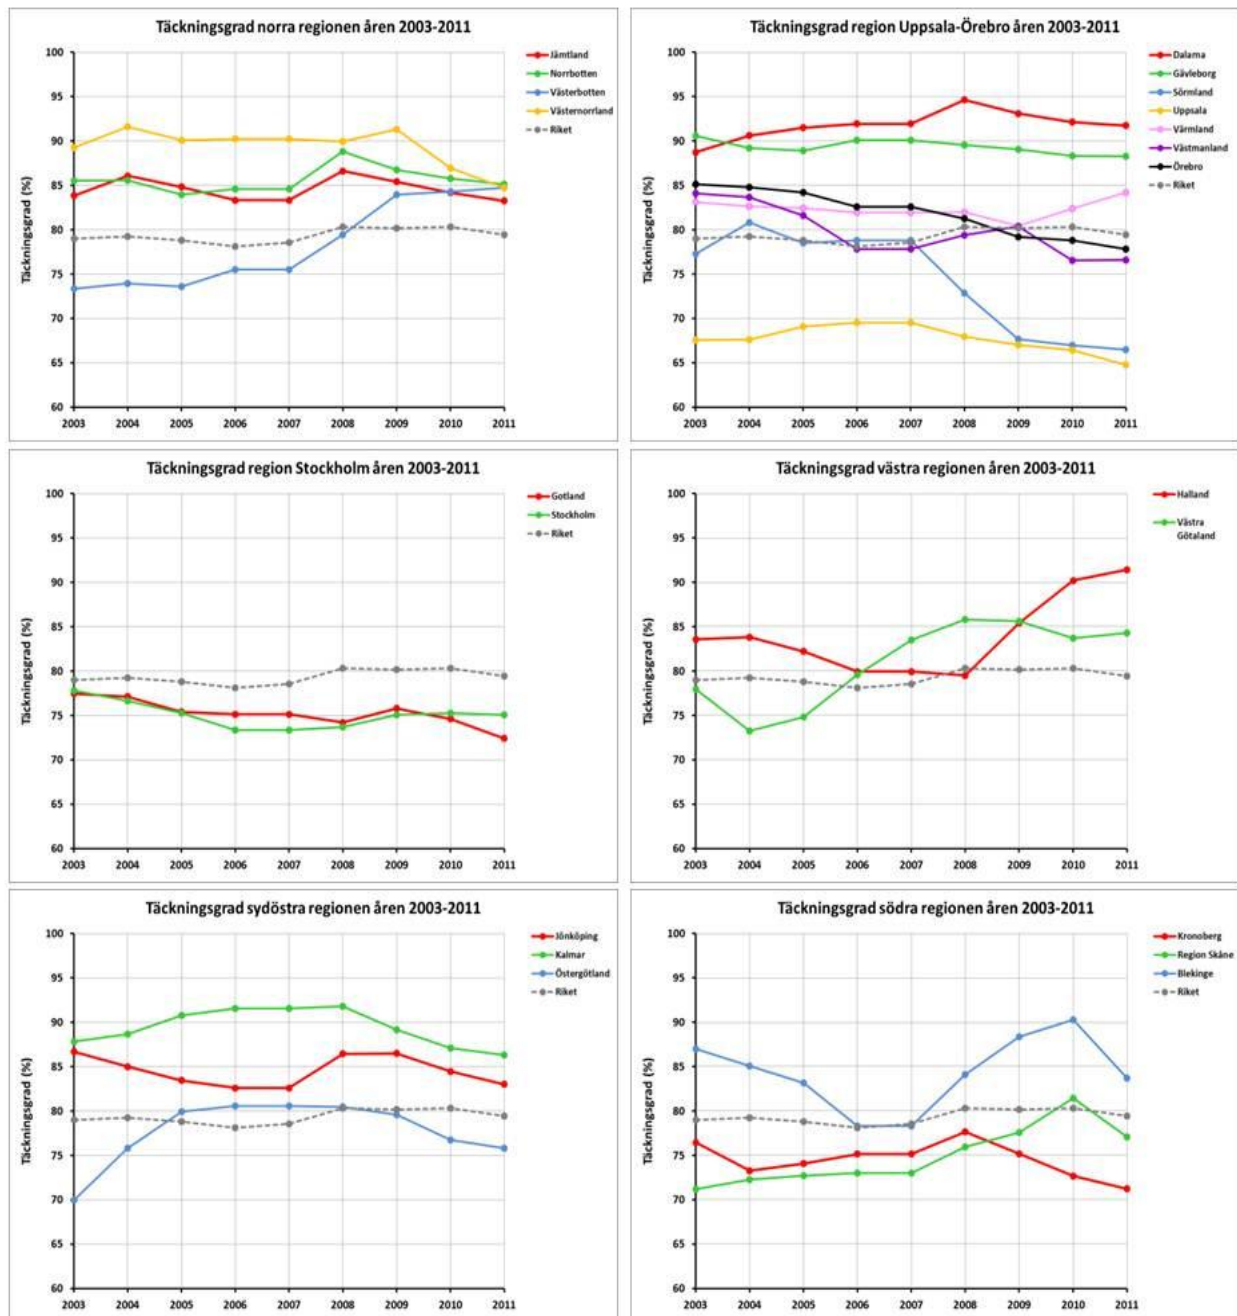 Täckningsgrad norra regionen åren 2003-2011
Täckningsgrad (%)
100
95
90
85
80
75
70
65
60
2003 2004 2005 2006 2007 2008 2009 2010 2011
Jämtland
Norrbotten
Västerbotten
Västernorrland
Riket
Täckningsgrad region Uppsala-Örebro åren 2003-2011
Täckningsgrad (%)
100
95
90
85
80
75
70
65
60
2003 2004 2005 2006 2007 2008 2009 2010 2011
Dalarna
Gävleborg
Sörmland
Uppsala
Värmland
Västmanland
Örebro
Riket
Täckningsgrad region Stockholm åren 2003-2011
Täckningsgrad (%)
100
95
90
85
80
75
70
65
60
2003 2004 2005 2006 2007 2008 2009 2010 2011
Gotland
Stockholm
Riket
Täckningsgrad västra regionen åren 2003-2011
Täckningsgrad (%)
100
95
90
85
80
75
70
65
60
2003 2004 2005 2006 2007 2008 2009 2010 2011
Halland
Västra
Götaland
Täckningsgrad sydöstra regionen åren 2003-2011
Täckningsgrad (%)
100
95
90
85
80
75
70
65
60
2003 2004 2005 2006 2007 2008 2009 2010 2011
Jönköping
Kalmar
Östergötland
Riket
Täckningsgrad södra regionen åren 2003-2011
Täckningsgrad (%)
100
95
90
85
80
75
70
65
60
2003 2004 2005 2006 2007 2008 2009 2010 2011
Kronoberg
Region Skåne
Blekinge
Riket